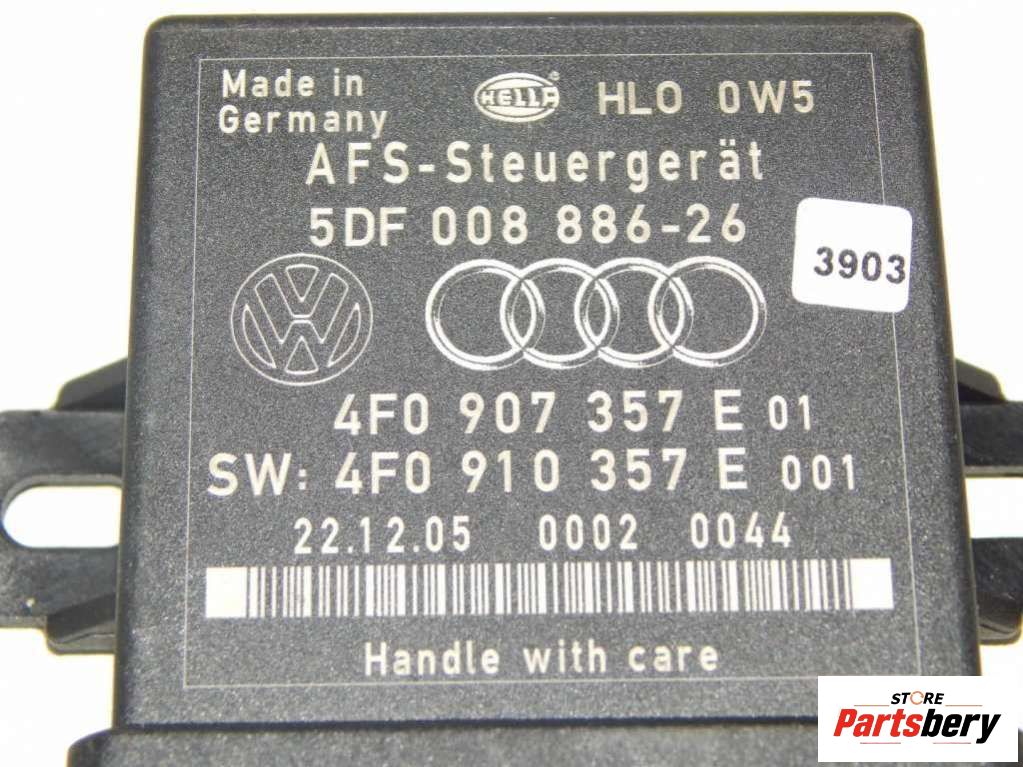 Made in
Germany
HELLA ® HLO 0W5
AFS-Steuergerät
5DF 008 886-26
3903
4F0 907 357 E 01
SW: 4F0 910 357 E 001
22.12.05 0002 0044
Handle with care
STORE
Partsbery